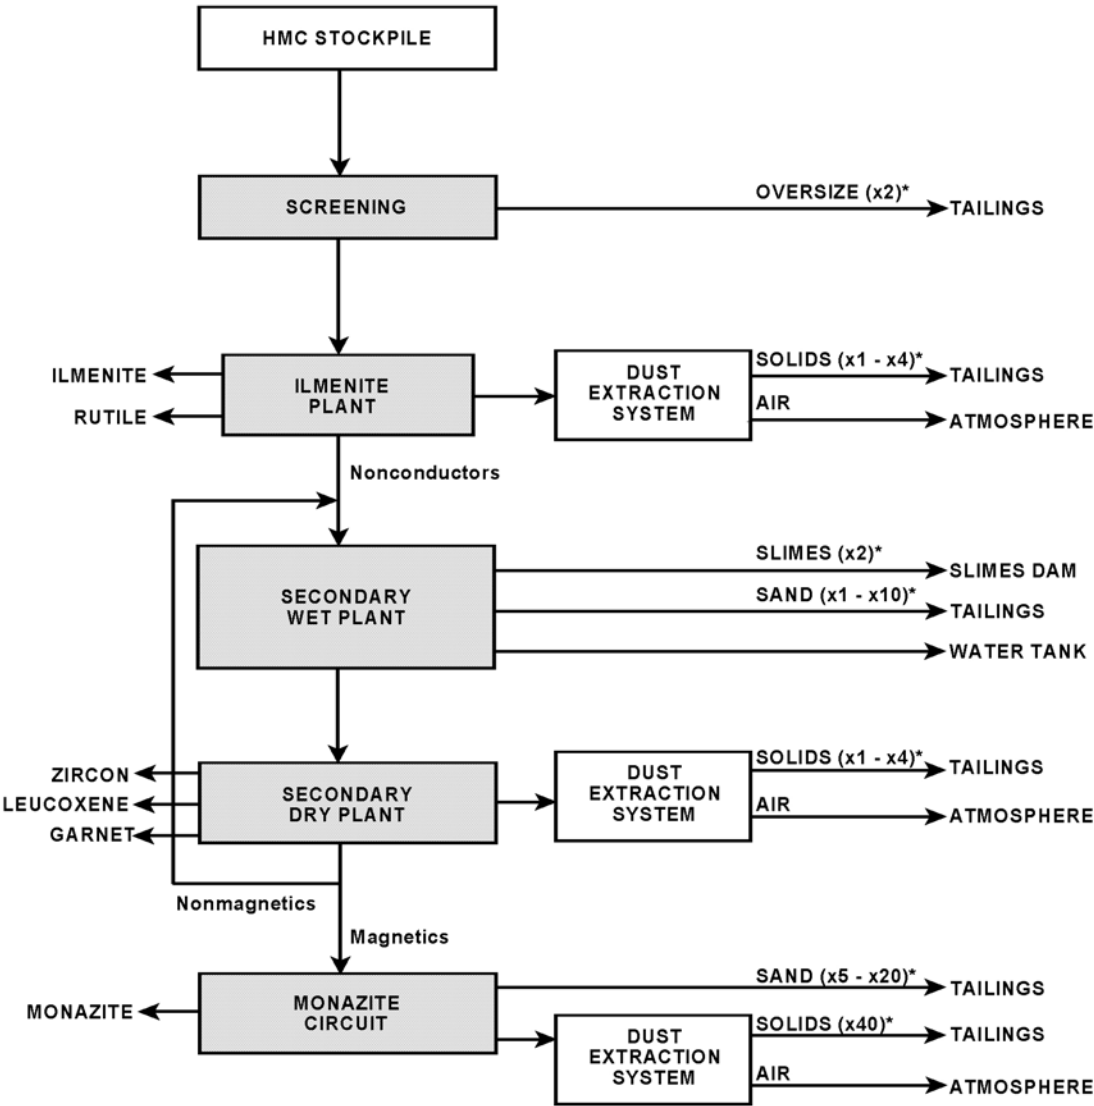 HMC STOCKPILE
SCREENING
OVERSIZE (x2)*
TAILINGS
ILMENITE
RUTILE
ILMENITE
PLANT
DUST
EXTRACTION
SYSTEM
SOLIDS (x1 - x4)*
TAILINGS
AIR
ATMOSPHERE
Nonconductors
SECONDARY
WET PLANT
SLIMES (x2)*
SLIMES DAM
SAND (x1 - x10)*
TAILINGS
WATER TANK
ZIRCON
LEUCOXENE
GARNET
SECONDARY
DRY PLANT
DUST
EXTRACTION
SYSTEM
SOLIDS (x1 - x4)*
TAILINGS
AIR
ATMOSPHERE
Nonmagnetics
Magnetics
MONAZITE
MONAZITE
CIRCUIT
SAND (x5 - x20)*
TAILINGS
DUST
EXTRACTION
SYSTEM
SOLIDS (x40)*
TAILINGS
AIR
ATMOSPHERE